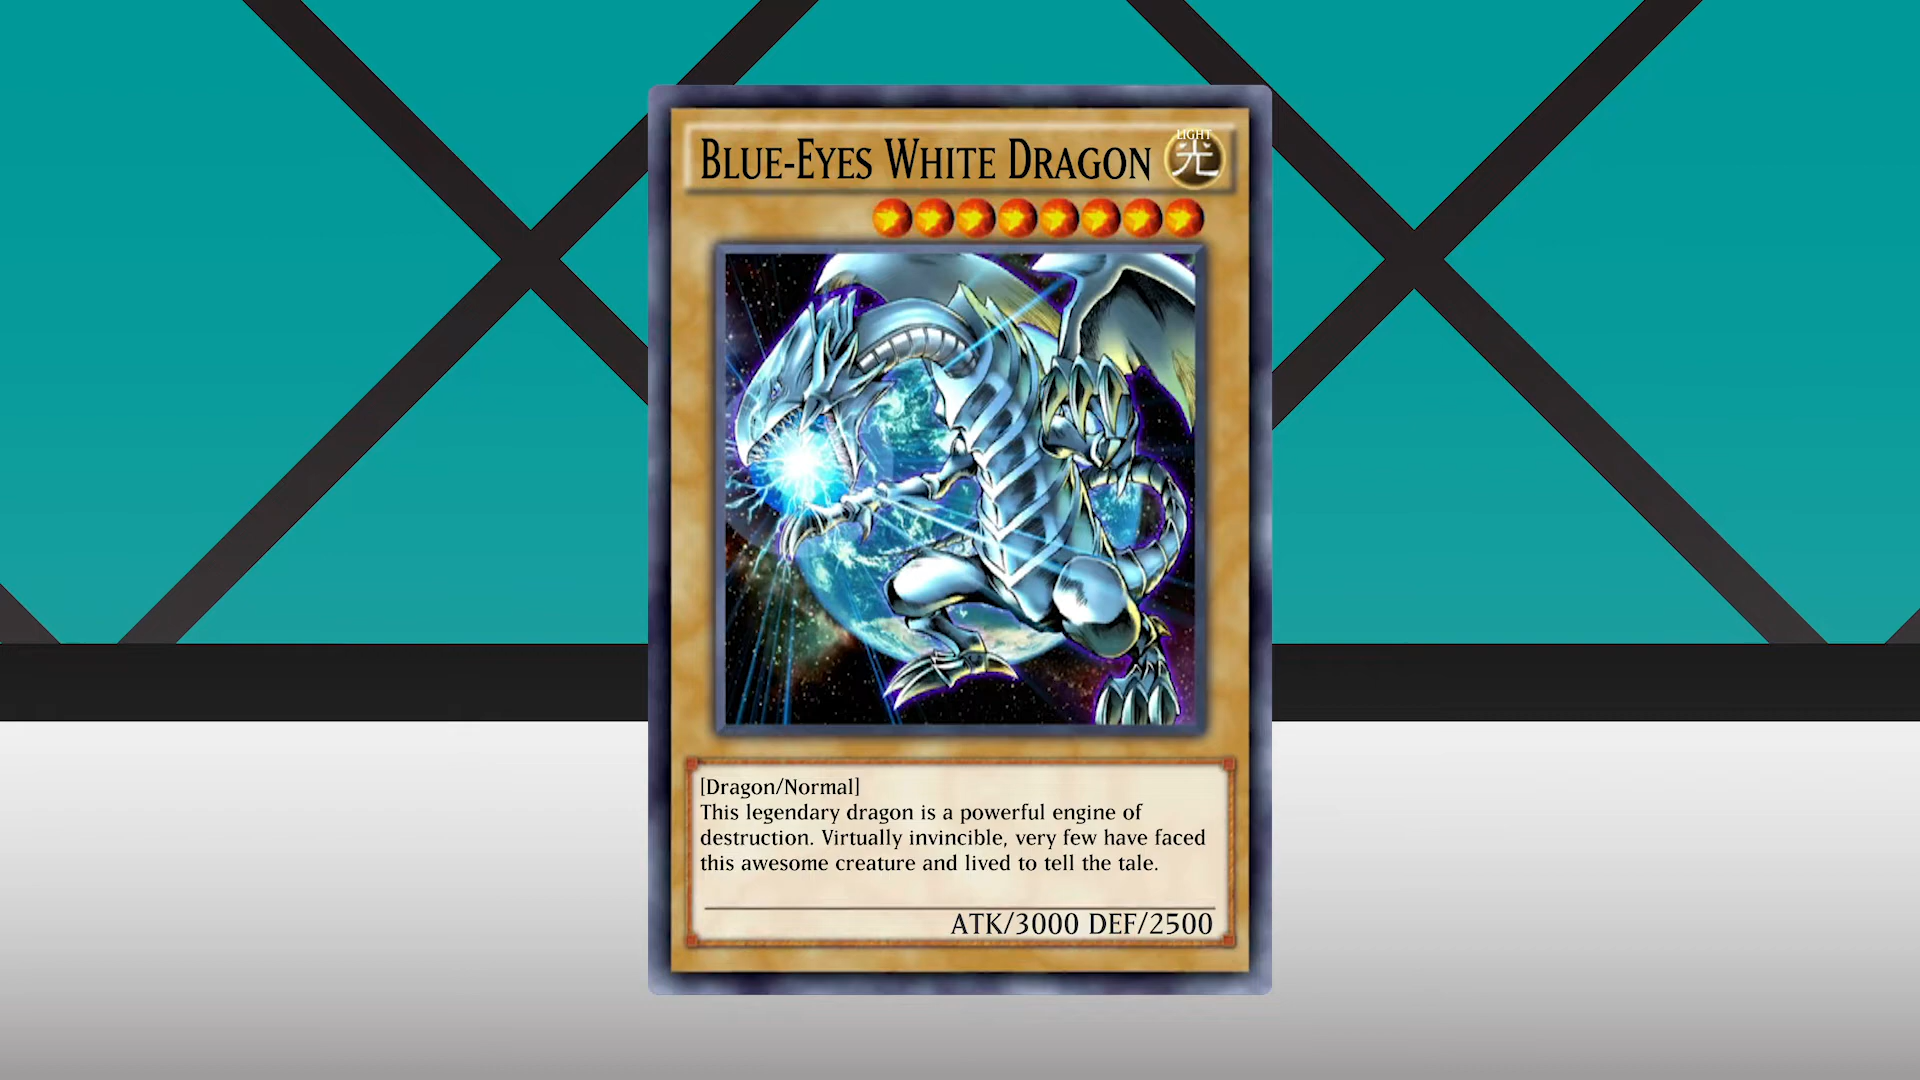 BLUE-EYES WHITE DRAGON
LIGHT
光
[Dragon/Normal]
This legendary dragon is a powerful engine of
destruction. Virtually invincible, very few have faced
this awesome creature and lived to tell the tale.
ATK/3000 DEF/2500